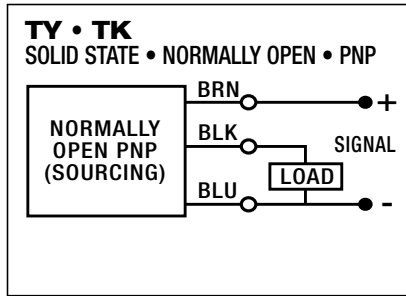 TY • TK
SOLID STATE • NORMALLY OPEN • PNP
BRN
+
NORMALLY
OPEN PNP
(SOURCING)
BLK
SIGNAL
LOAD
BLU
-